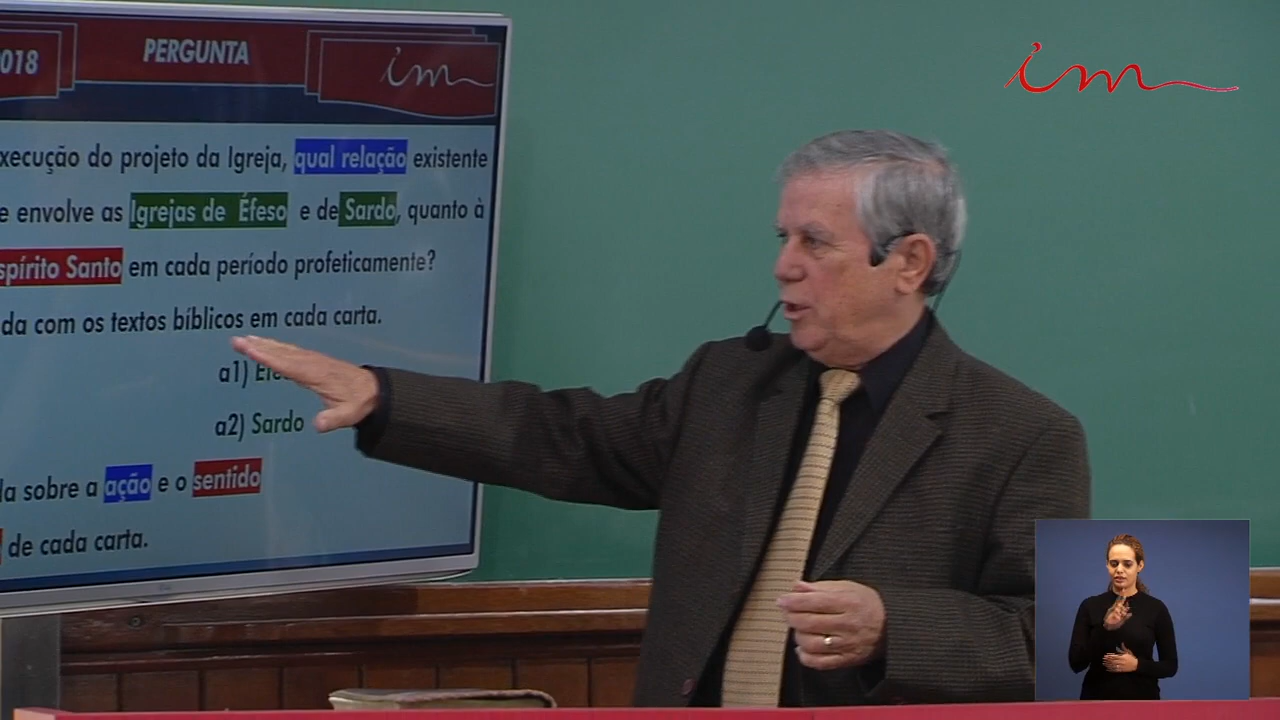 018 PERGUNTA im
im
xecução do projeto da Igreja, qual relação existente
e envolve as Igrejas de Éfeso e de Sardo, quanto à
spírito Santo em cada período profeticamente?
da com os textos bíblicos em cada carta.
a1)
a2) Sardo
la sobre a ação e o sentido
de cada carta.